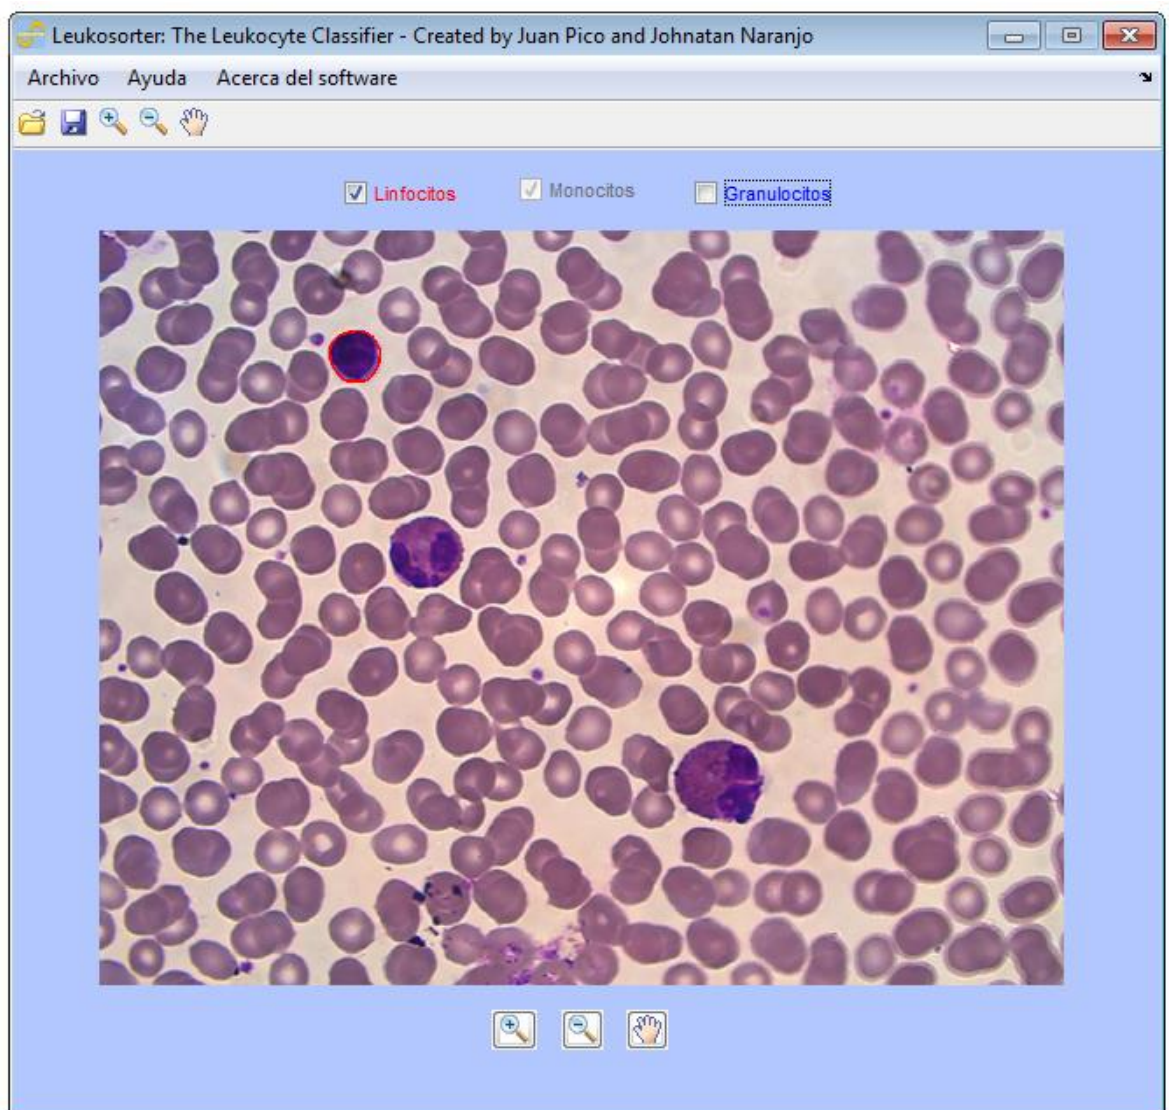 Leukosorter: The Leukocyte Classifier - Created by Juan Pico and Johnatan Naranjo
Archivo Ayuda Acerca del software
Linfocitos Monocitos Granulocitos